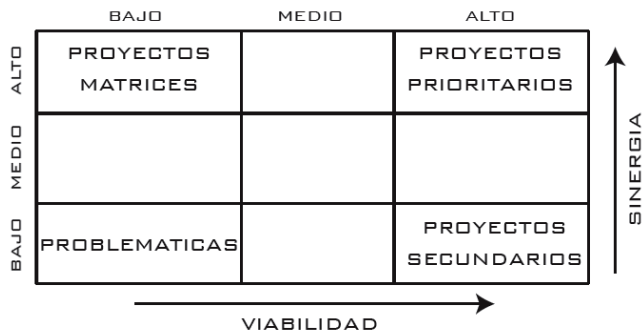 BAJO MEDIO ALTO
ALTO
PROYECTOS
MATRICES
PROYECTOS
PRIORITARIOS
MEDIO
BAJO
PROBLEMATICAS
PROYECTOS
SECUNDARIOS
SINERGIA
VIABILIDAD